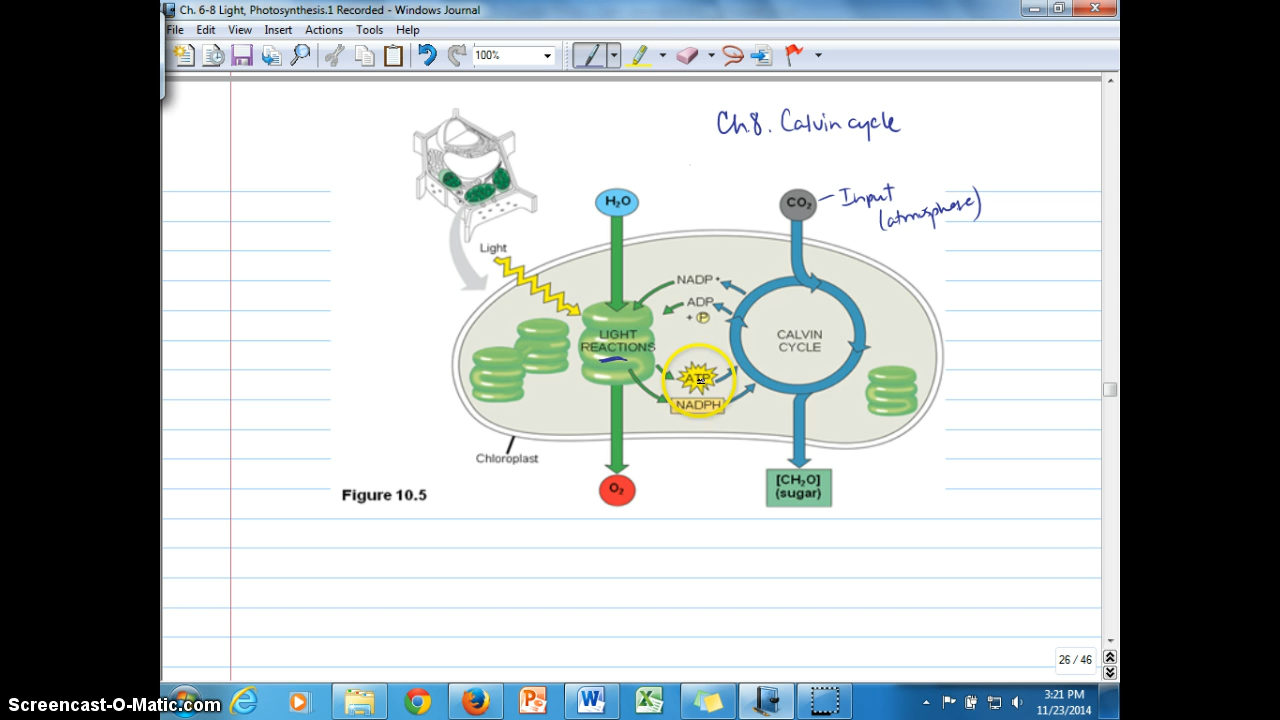 Ch. 6-8 Light, Photosynthesis.1 Recorded - Windows Journal
File Edit View Insert Actions Tools Help
100%
Ch.8. Calvin cycle
H₂O
CO₂
Input
(atmosphere)
Light
NADP⁺
ADP
+ P
LIGHT
REACTIONS
CALVIN
CYCLE
ATP
NADPH
Chloroplast
[CH₂O]
(sugar)
O₂
Figure 10.5
26 / 46
3:21 PM
11/23/2014
Screencast-O-Matic.com